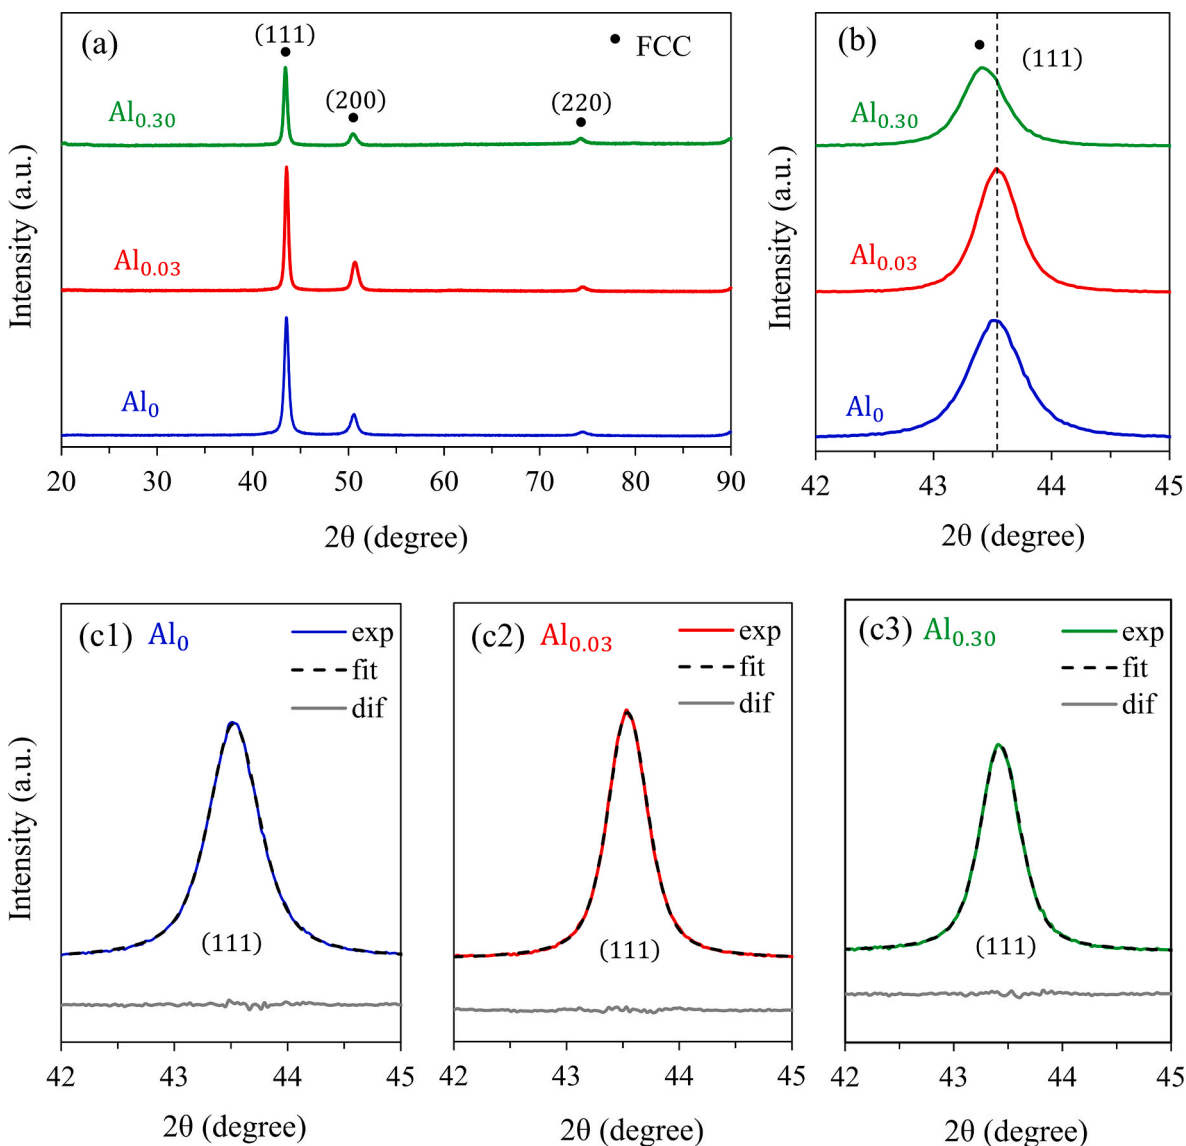 (a)
(111)
● FCC
(200)
(220)
Al0.30
Al0.03
Al0
Intensity (a.u.)
20 30 40 50 60 70 80 90
2θ (degree)
(b)
(111)
Al0.30
Al0.03
Al0
Intensity (a.u.)
42 43 44 45
2θ (degree)
(c1) Al0
exp
fit
dif
(111)
Intensity (a.u.)
42 43 44 45
2θ (degree)
(c2) Al0.03
exp
fit
dif
(111)
42 43 44 45
2θ (degree)
(c3) Al0.30
exp
fit
dif
(111)
42 43 44 45
2θ (degree)